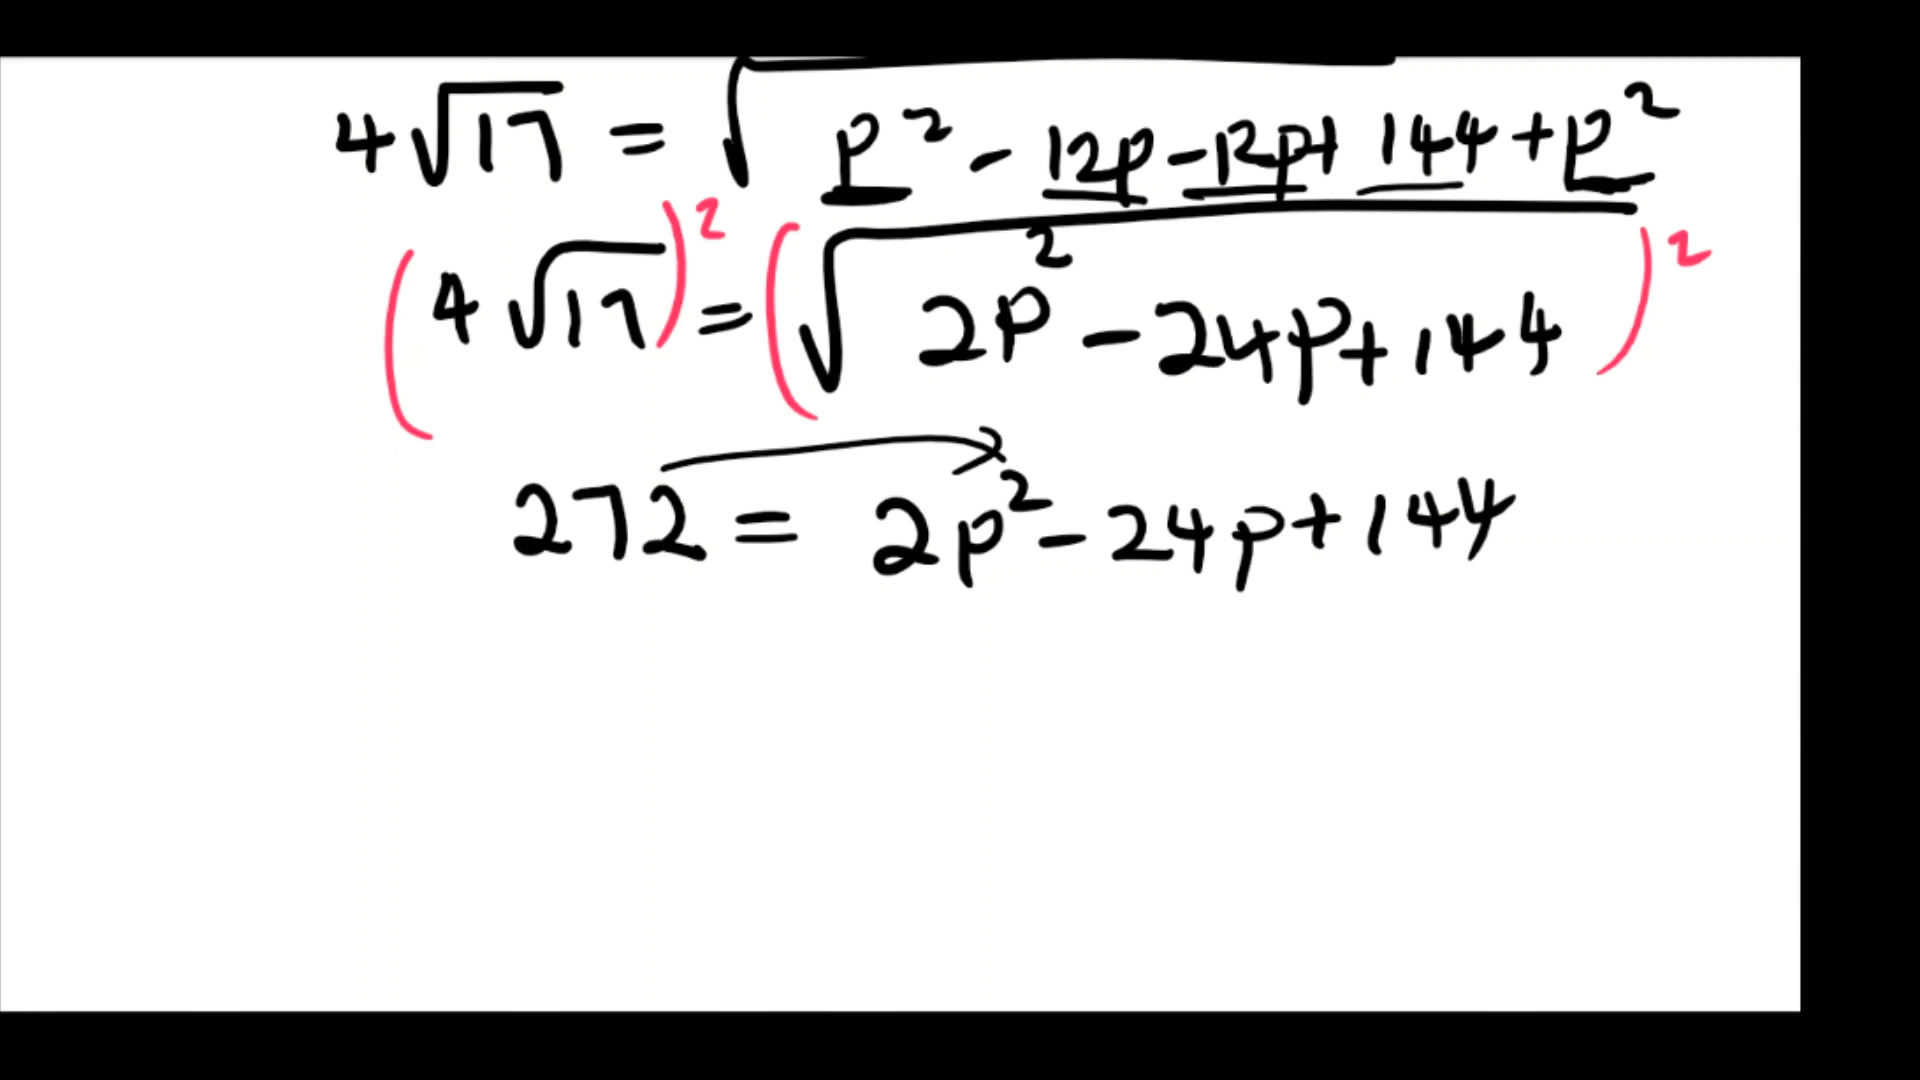 4√17 = √p² - 12p - 12p + 144 + p²
(4√17)² = (√2p² - 24p + 144)²
272 = 2p² - 24p + 144